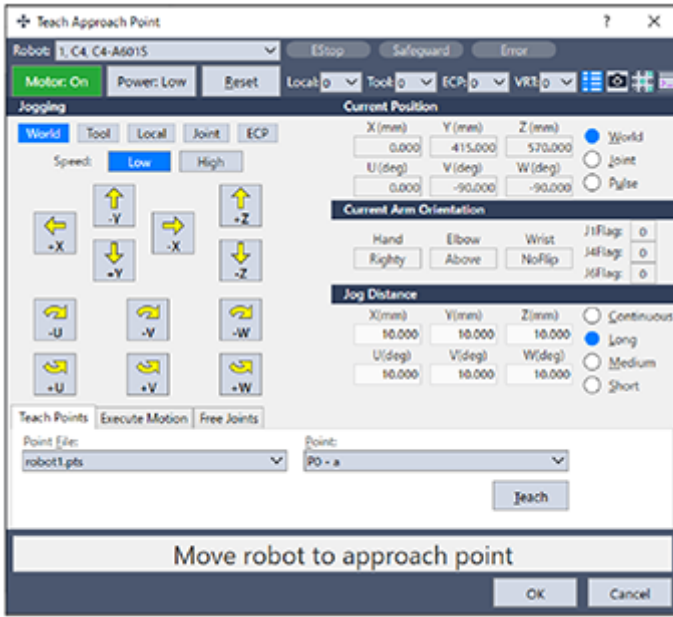 Teach Approach Point
Robot: 1, C4, C4-A601S
EStop Safeguard Error
Motor: On Power: Low Reset Local: 0 Tool: 0 ECP: 0 VRT: 0
Jogging
World Tool Local Joint ECP
Speed: Low High
-Y +Z
+X -X
+Y -Z
-U -V -W
+U +V +W
Current Position
X (mm) Y (mm) Z (mm)
0.000 415.000 570.000
U (deg) V (deg) W (deg)
0.000 -90.000 -90.000
World
Joint
Pulse
Current Arm Orientation
Hand Elbow Wrist
Righty Above NoFlip
J1Flag: 0
J4Flag: 0
J6Flag: 0
Jog Distance
X(mm) Y(mm) Z(mm)
10.000 10.000 10.000
U(deg) V(deg) W(deg)
10.000 10.000 10.000
Continuous
Long
Medium
Short
Teach Points Execute Motion Free Joints
Point File: Point:
robot1.pts P0 - a
Teach
Move robot to approach point
OK Cancel